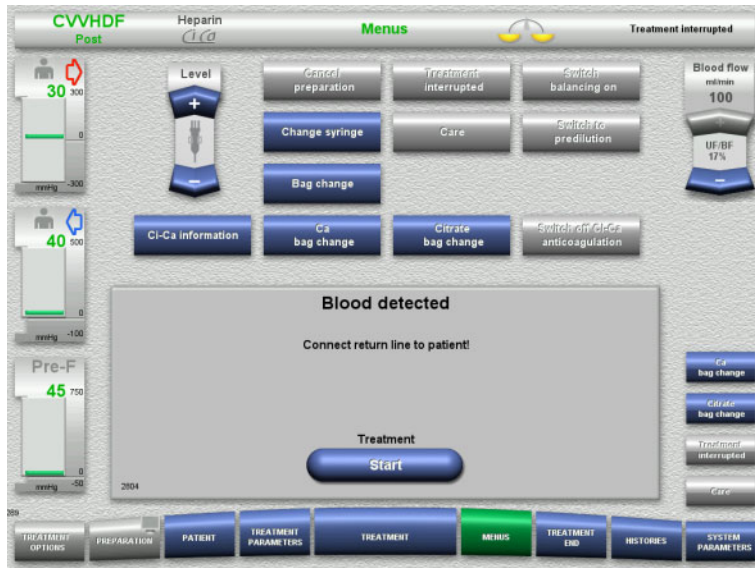 CVVHDF
Post
Heparin
Ci Ca
Menus
Treatment interrupted
30
300
0
mmHg -300
40
500
0
mmHg -100
Pre-F
45
750
0
mmHg -50
Level
+
−
Cancel
preparation
Treatment
interrupted
Switch
balancing on
Change syringe
Care
Switch to
predilution
Bag change
Ci-Ca information
Ca
bag change
Citrate
bag change
Switch off Ci-Ca
anticoagulation
Blood flow
ml/min
100
+
UF/BF
17%
−
Blood detected
Connect return line to patient!
Treatment
Start
2804
Ca
bag change
Citrate
bag change
Treatment
interrupted
Care
TREATMENT
OPTIONS
PREPARATION
PATIENT
TREATMENT
PARAMETERS
TREATMENT
MENUS
TREATMENT
END
HISTORIES
SYSTEM
PARAMETERS